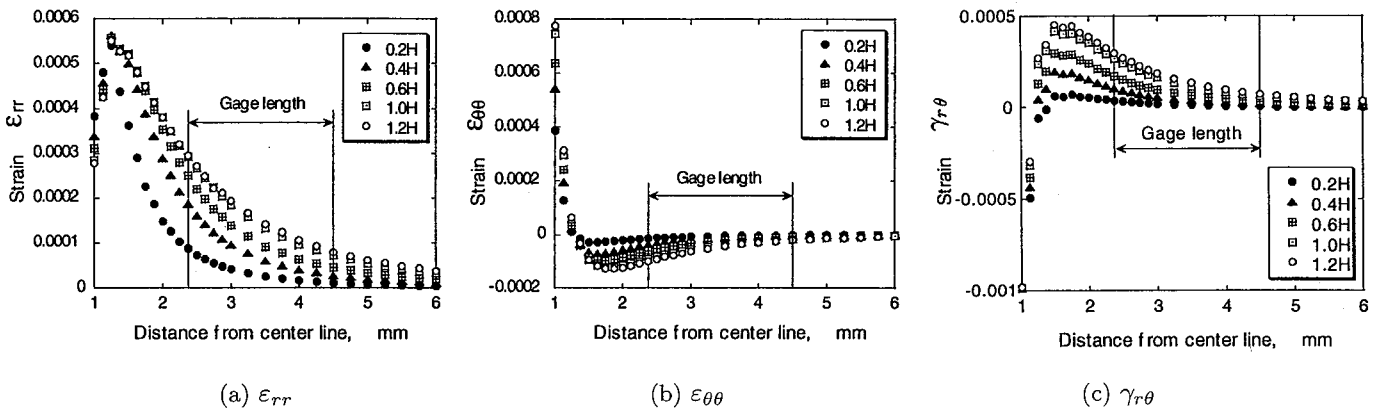 0.0006
0.0005
0.0004
0.0003
0.0002
0.0001
0
Strain εrr
0.2H
0.4H
0.6H
1.0H
1.2H
Gage length
1 2 3 4 5 6
Distance from center line, mm
(a) εrr
0.0008
0.0006
0.0004
0.0002
0
-0.0002
Strain εθθ
0.2H
0.4H
0.6H
1.0H
1.2H
Gage length
1 2 3 4 5 6
Distance from center line, mm
(b) εθθ
0.0005
0
-0.0005
-0.001
Strain γrθ
Gage length
0.2H
0.4H
0.6H
1.0H
1.2H
1 2 3 4 5 6
Distance from center line, mm
(c) γrθ